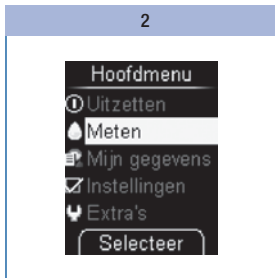 2
Hoofdmenu
Uitzetten
Meten
Mijn gegevens
Instellingen
Extra's
Selecteer